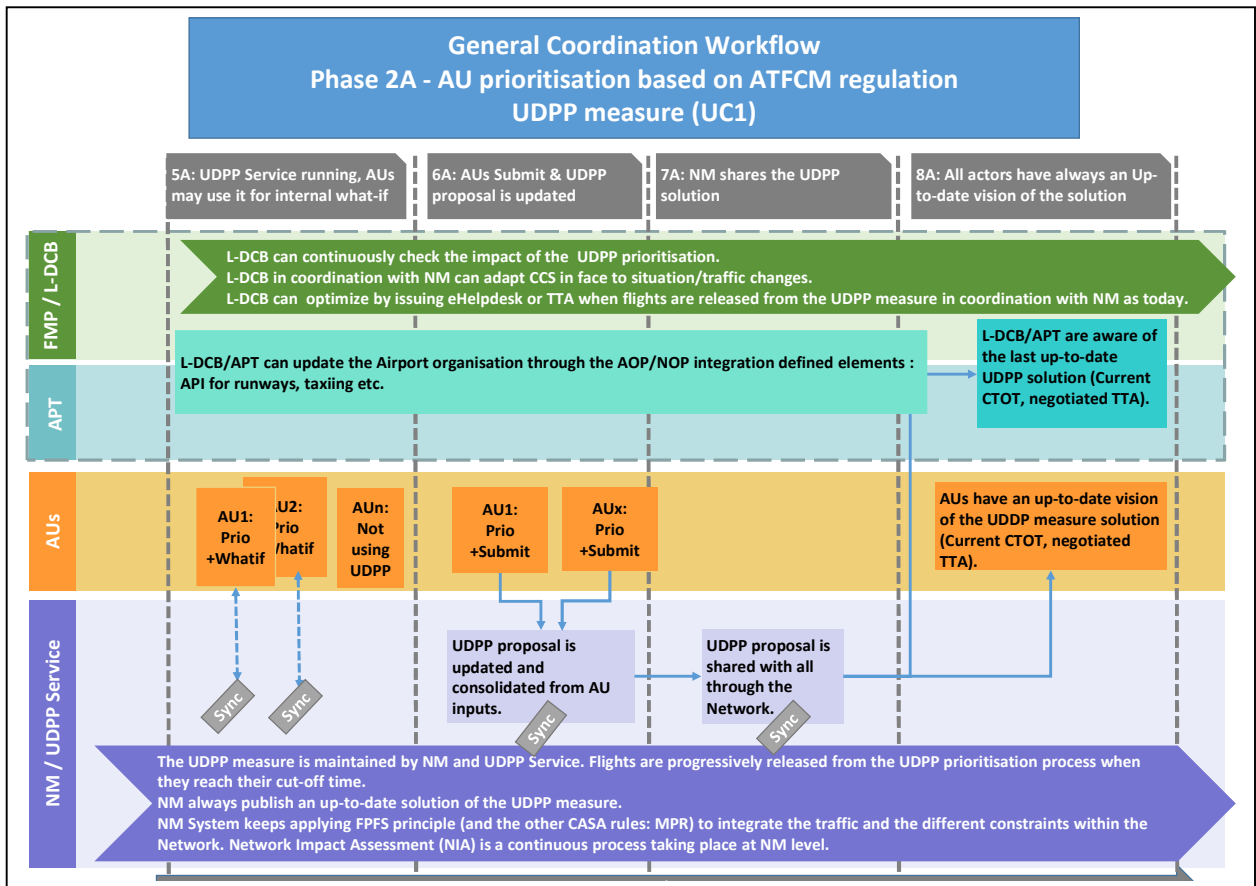 General Coordination Workflow
Phase 2A - AU prioritisation based on ATFCM regulation
UDPP measure (UC1)
5A: UDPP Service running, AUs
may use it for internal what-if
6A: AUs Submit & UDPP
proposal is updated
7A: NM shares the UDPP
solution
8A: All actors have always an Up-
to-date vision of the solution
FMP / L-DCB
L-DCB can continuously check the impact of the UDPP prioritisation.
L-DCB in coordination with NM can adapt CCS in face to situation/traffic changes.
L-DCB can optimize by issuing eHelpdesk or TTA when flights are released from the UDPP measure in coordination with NM as today.
L-DCB/APT can update the Airport organisation through the AOP/NOP integration defined elements :
API for runways, taxiing etc.
L-DCB/APT are aware of
the last up-to-date
UDPP solution (Current
CTOT, negotiated TTA).
APT
AUs
AU1:
Prio
+Whatif
AU2:
Prio
Whatif
AUn:
Not
using
UDPP
AU1:
Prio
+Submit
AUx:
Prio
+Submit
AUs have an up-to-date vision
of the UDDP measure solution
(Current CTOT, negotiated
TTA).
NM / UDPP Service
Sync
Sync
UDPP proposal is
updated and
consolidated from AU
inputs.
Sync
UDPP proposal is
shared with all
through the
Network.
Sync
The UDPP measure is maintained by NM and UDPP Service. Flights are progressively released from the UDPP prioritisation process when
they reach their cut-off time.
NM always publish an up-to-date solution of the UDPP measure.
NM System keeps applying FPFS principle (and the other CASA rules: MPR) to integrate the traffic and the different constraints within the
Network. Network Impact Assessment (NIA) is a continuous process taking place at NM level.